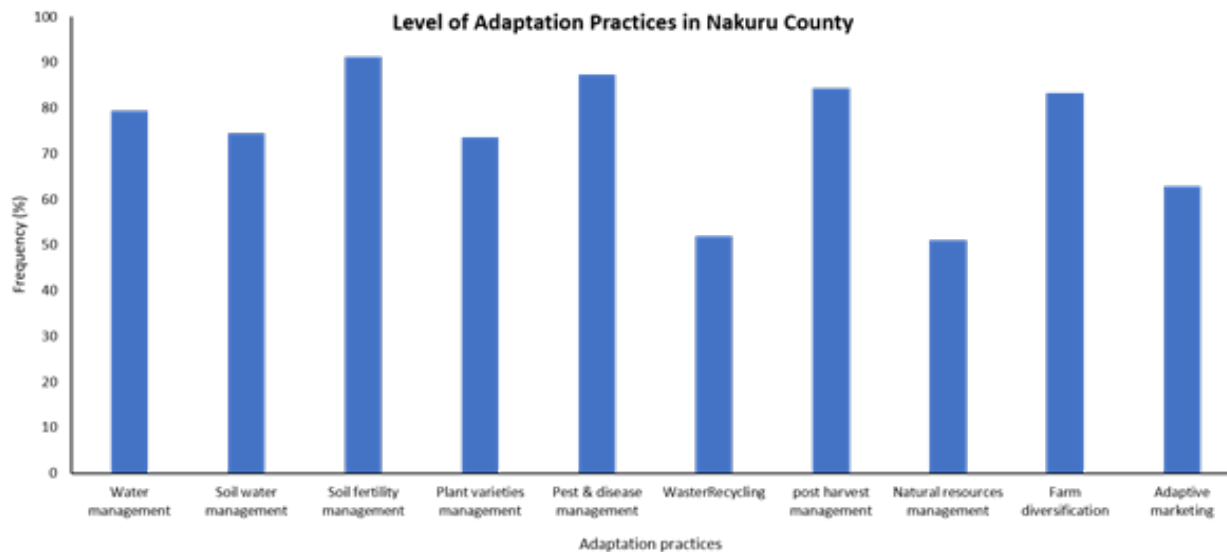 Level of Adaptation Practices in Nakuru County
100
90
80
70
60
50
40
30
20
10
0
Frequency (%)
Water
management
Soil water
management
Soil fertility
management
Plant varieties
management
Pest & disease
management
WasterRecycling
post harvest
management
Natural resources
management
Farm
diversification
Adaptive
marketing
Adaptation practices